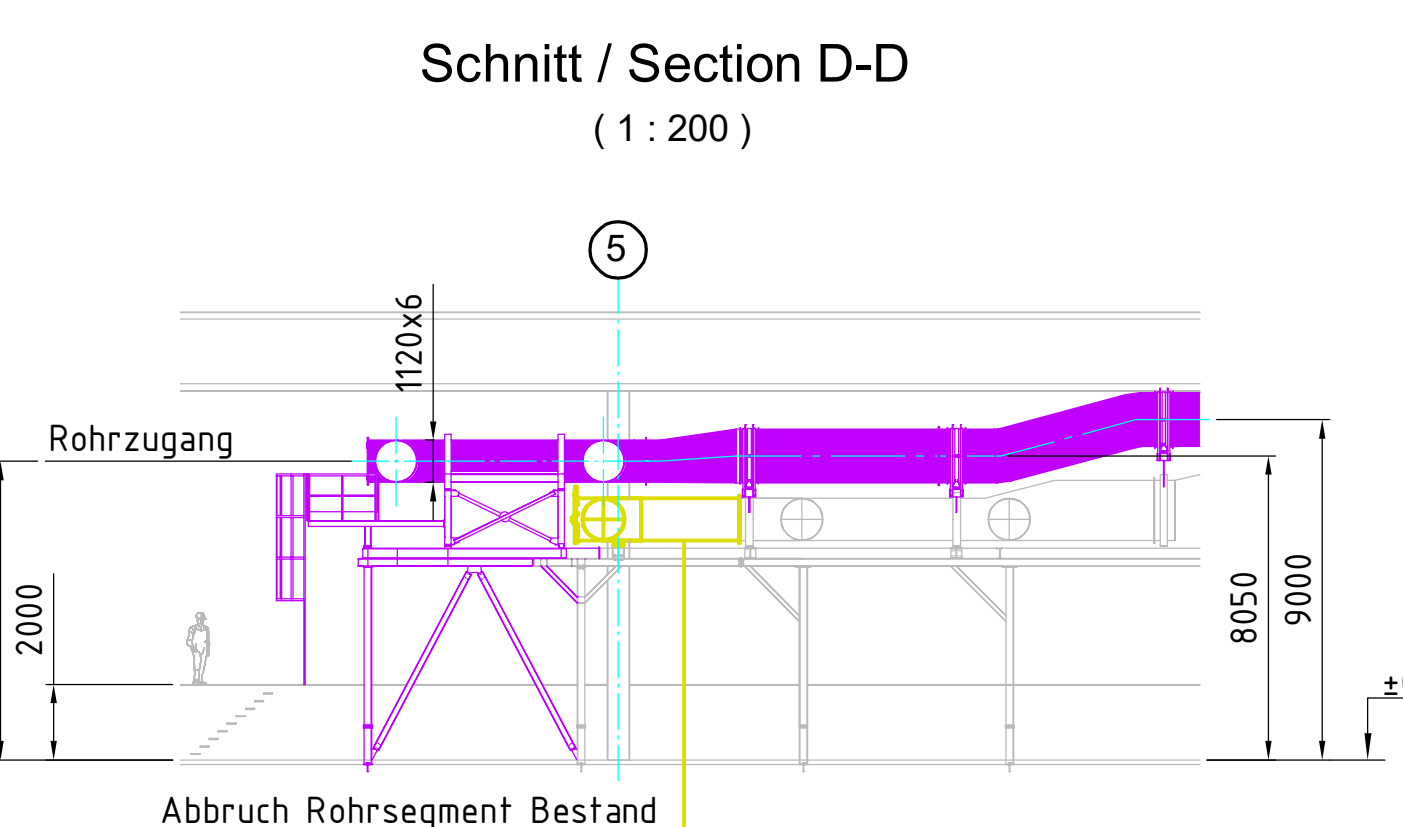 Schnitt / Section D-D
( 1 : 200 )
5
1120x6
Rohrzugang
2000
8050
9000
Abbruch Rohrsegment Bestand